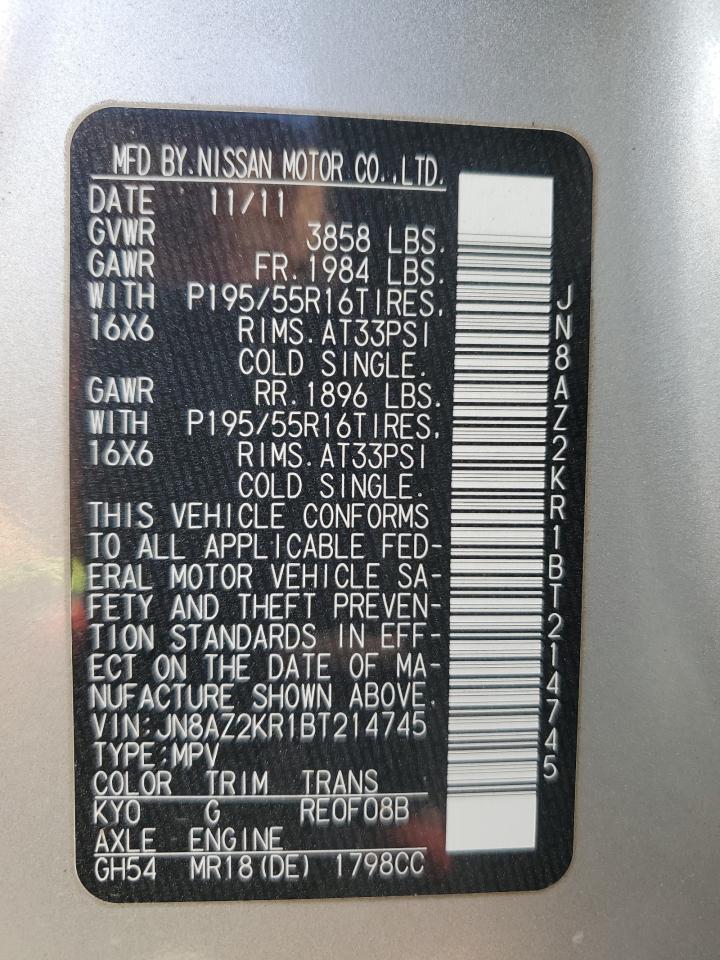 MFD BY.NISSAN MOTOR CO.,LTD.
DATE 11/11
GVWR 3858 LBS.
GAWR FR.1984 LBS.
WITH P195/55R16TIRES,
16X6 RIMS.AT33PSI
COLD SINGLE.
GAWR RR.1896 LBS.
WITH P195/55R16TIRES,
16X6 RIMS.AT33PSI
COLD SINGLE.
THIS VEHICLE CONFORMS
TO ALL APPLICABLE FED-
ERAL MOTOR VEHICLE SA-
FETY AND THEFT PREVEN-
TION STANDARDS IN EFF-
ECT ON THE DATE OF MA-
NUFACTURE SHOWN ABOVE.
VIN:JN8AZ2KR1BT214745
TYPE:MPV
COLOR TRIM TRANS
KY0 G RE0F08B
AXLE ENGINE
GH54 MR18(DE) 1798CC
JN8AZ2KR1BT214745